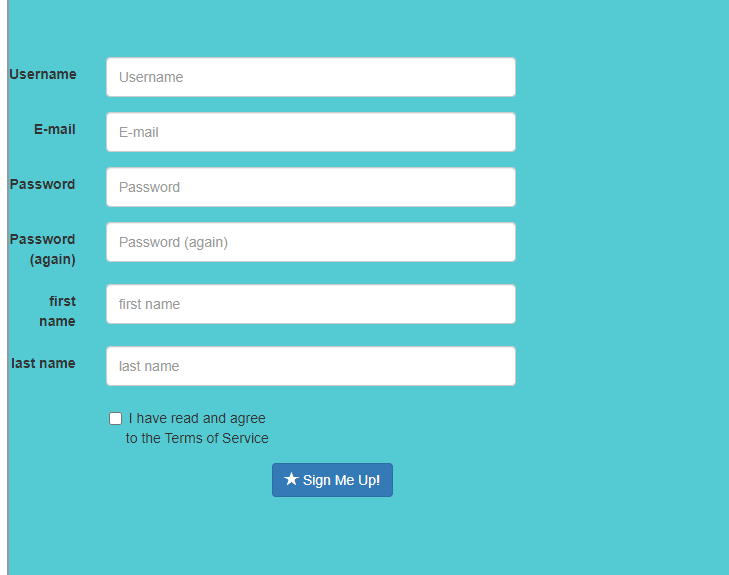 Username Username
E-mail E-mail
Password Password
Password
(again) Password (again)
first
name first name
last name last name
I have read and agree
to the Terms of Service
Sign Me Up!